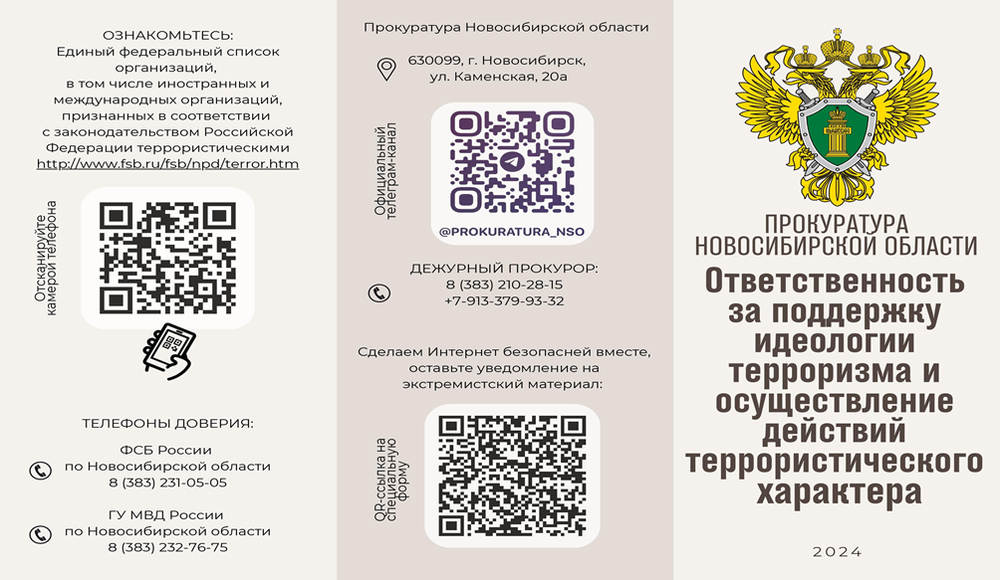 ОЗНАКОМЬТЕСЬ:
Единый федеральный список
организаций,
в том числе иностранных и
международных организаций,
признанных в соответствии
с законодательством Российской
Федерации террористическими
http://www.fsb.ru/fsb/npd/terror.htm
Отсканируйте
камерой телефона
ТЕЛЕФОНЫ ДОВЕРИЯ:
ФСБ России
по Новосибирской области
8 (383) 231-05-05
ГУ МВД России
по Новосибирской области
8 (383) 232-76-75
Прокуратура Новосибирской области
630099, г. Новосибирск,
ул. Каменская, 20а
Официальный
телеграм-канал
@PROKURATURA_NSO
ДЕЖУРНЫЙ ПРОКУРОР:
8 (383) 210-28-15
+7-913-379-93-32
Сделаем Интернет безопасней вместе,
оставьте уведомление на
экстремистский материал:
QR-ссылка на
специальную
форму
ПРОКУРАТУРА
НОВОСИБИРСКОЙ ОБЛАСТИ
Ответственность
за поддержку
идеологии
терроризма и
осуществление
действий
террористического
характера
2024